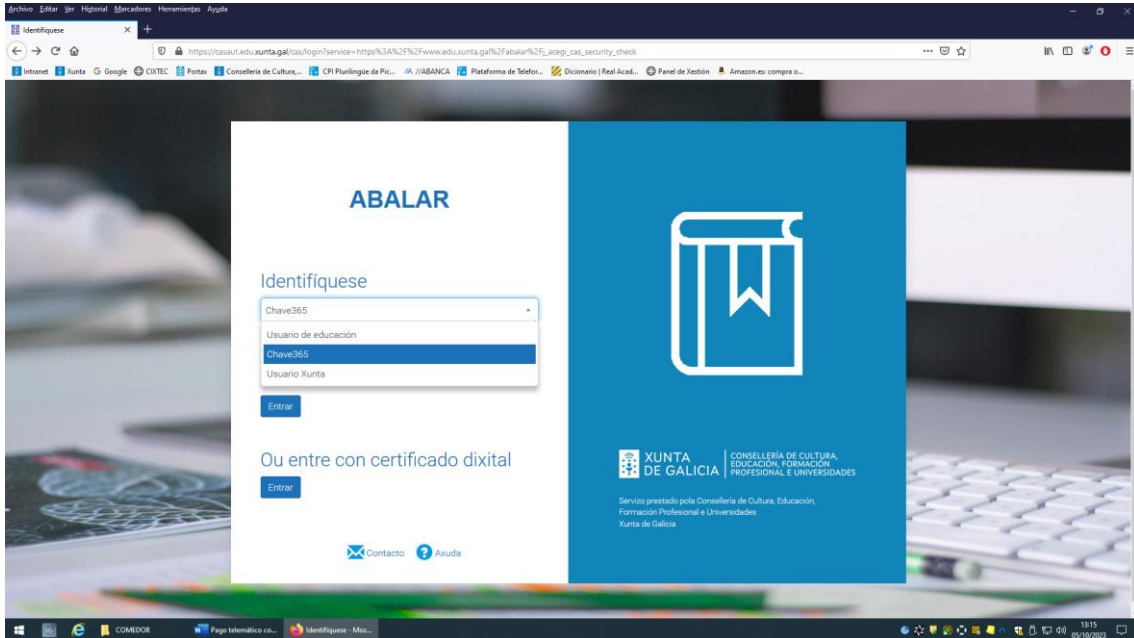 Archivo Editar Ver Historial Marcadores Herramientas Ayuda
Identifíquese
https://casaut.edu.xunta.gal/cas/login?service=https%3A%2F%2Fwww.edu.xunta.gal%2Fabalar%2Fj_acegi_cas_security_check
Intranet Xunta Google CIXTEC Portax Consellería de Cultura,... CPI Plurilingüe da Pic... //ABANCA Plataforma de Telefor... Dicionario | Real Acad... Panel de Xestión Amazon.es: compra o...
ABALAR
Identifíquese
Chave365
Usuario de educación
Chave365
Usuario Xunta
Entrar
Ou entre con certificado dixital
Entrar
Contacto Axuda
XUNTA
DE GALICIA
CONSELLERÍA DE CULTURA,
EDUCACIÓN, FORMACIÓN
PROFESIONAL E UNIVERSIDADES
Servizo prestado pola Consellería de Cultura, Educación,
Formación Profesional e Universidades
Xunta de Galicia
COMEDOR Pago telemático co... Identifíquese - Moz...
13:15
05/10/2023